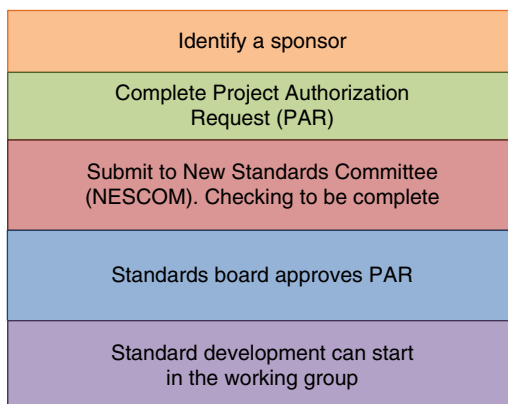 Identify a sponsor
Complete Project Authorization
Request (PAR)
Submit to New Standards Committee
(NESCOM). Checking to be complete
Standards board approves PAR
Standard development can start
in the working group